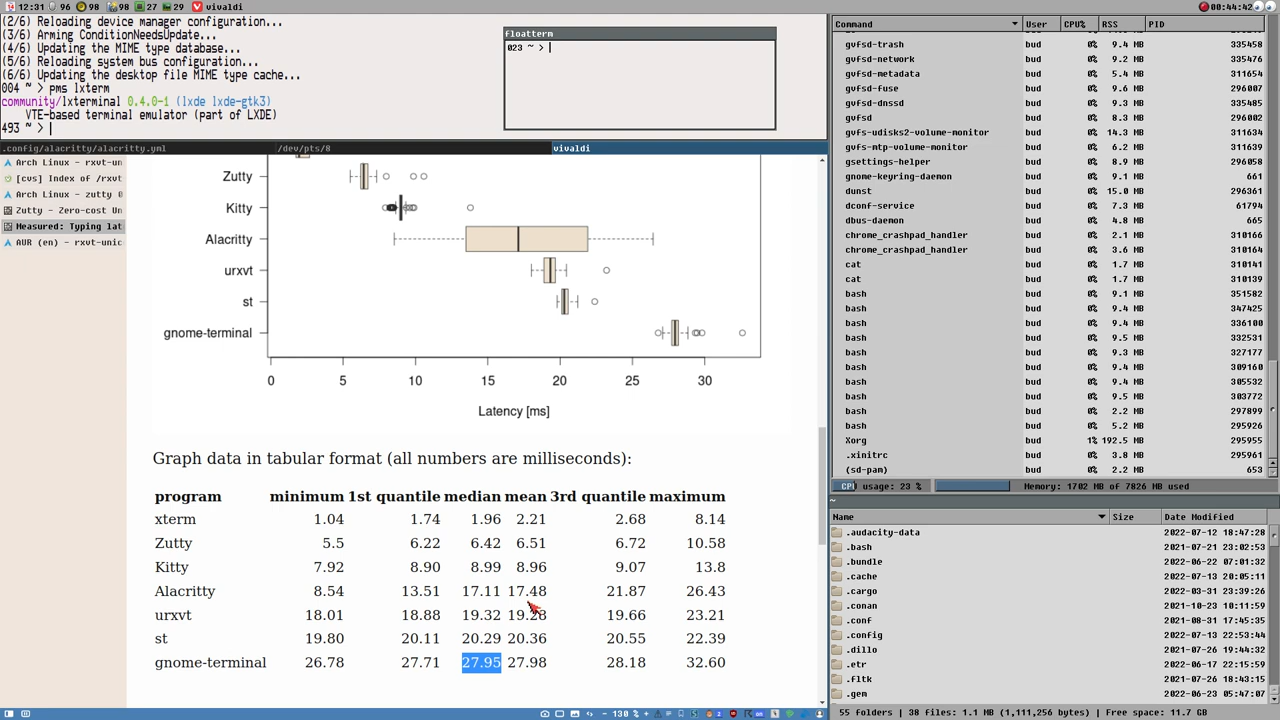 12:31 96 98 98 27 29 vivaldi
00:44:42
(2/6) Reloading device manager configuration...
(3/6) Arming ConditionNeedsUpdate...
(4/6) Updating the MIME type database...
(5/6) Reloading system bus configuration...
(6/6) Updating the desktop file MIME type cache...
004 ~ > pms lxterm
community/lxterminal 0.4.0-1 (lxde lxde-gtk3)
VTE-based terminal emulator (part of LXDE)
493 ~ >
floatterm
023 ~ >
.config/alacritty/alacritty.yml /dev/pts/8 vivaldi
Arch Linux - rxvt-un
[cvs] Index of /rxvt
Arch Linux - zutty 0
Zutty - Zero-cost Un
Measured: Typing lat
AUR (en) - rxvt-unic
Zutty
Kitty
Alacritty
urxvt
st
gnome-terminal
0 5 10 15 20 25 30
Latency [ms]
Graph data in tabular format (all numbers are milliseconds):
program minimum 1st quantile median mean 3rd quantile maximum
xterm 1.04 1.74 1.96 2.21 2.68 8.14
Zutty 5.5 6.22 6.42 6.51 6.72 10.58
Kitty 7.92 8.90 8.99 8.96 9.07 13.8
Alacritty 8.54 13.51 17.11 17.48 21.87 26.43
urxvt 18.01 18.88 19.32 19.66 23.21
st 19.80 20.11 20.29 20.36 20.55 22.39
gnome-terminal 26.78 27.71 27.95 27.98 28.18 32.60
130 %
Command User CPU% RSS PID
gvfsd-trash bud 0% 9.4 MB 335458
gvfsd-network bud 0% 9.2 MB 335476
gvfsd-metadata bud 0% 5.4 MB 311654
gvfsd-fuse bud 0% 9.6 MB 296007
gvfsd-dnssd bud 0% 9.3 MB 335485
gvfsd bud 0% 8.3 MB 296002
gvfs-udisks2-volume-monitor bud 0% 14.3 MB 311634
gvfs-mtp-volume-monitor bud 0% 6.2 MB 311639
gsettings-helper bud 0% 8.9 MB 296058
gnome-keyring-daemon bud 0% 9.1 MB 661
dunst bud 0% 15.0 MB 296361
dconf-service bud 0% 7.3 MB 61794
dbus-daemon bud 0% 4.8 MB 665
chrome_crashpad_handler bud 0% 2.1 MB 310166
chrome_crashpad_handler bud 0% 3.6 MB 310164
cat bud 0% 2.1 MB 310141
cat bud 0% 2.1 MB 310139
bash bud 0% 9.1 MB 351582
bash bud 0% 9.1 MB 347425
bash bud 0% 9.4 MB 336100
bash bud 0% 9.5 MB 332531
bash bud 0% 9.3 MB 327177
bash bud 0% 9.4 MB 309160
bash bud 0% 9.4 MB 305532
bash bud 0% 9.5 MB 303772
bash bud 0% 2.2 MB 297899
bash bud 0% 5.2 MB 295926
Xorg bud 1% 192.5 MB 295955
.xinitrc bud 0% 3.8 MB 295961
(sd-pam) bud 0% 2.2 MB 653
CPU usage: 23 % Memory: 1702 MB of 7826 MB used
~
Name Size Date Modified
.audacity-data 2022-07-12 18:47:28
.bash 2021-07-21 23:02:58
.bundle 2022-06-22 07:01:32
.cache 2022-07-13 20:05:11
.cargo 2022-03-31 23:39:26
.conan 2021-10-23 10:11:59
.conf 2021-08-31 17:45:35
.config 2022-07-13 22:53:44
.dillo 2021-07-26 19:44:32
.etr 2022-06-17 22:15:55
.fltk 2021-07-26 18:43:15
.gem 2022-06-23 05:47:07
55 folders | 38 files: 1.1 MB (1,111,256 bytes) | Free space: 11.7 GB